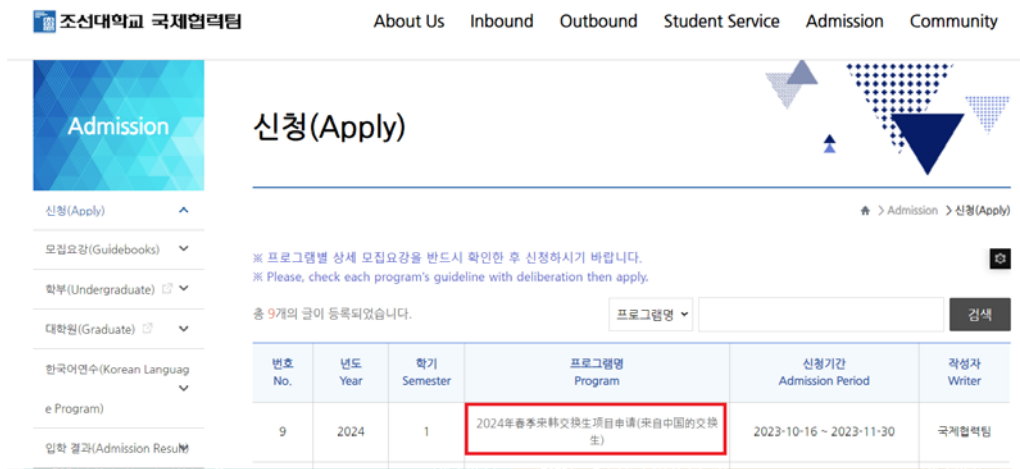 조선대학교 국제협력팀
About Us Inbound Outbound Student Service Admission Community
Admission
신청(Apply)
신청(Apply)
Admission 신청(Apply)
모집요강(Guidebooks)
학부(Undergraduate)
대학원(Graduate)
한국어연수(Korean Languag
e Program)
입학 결과(Admission Result)
※ 프로그램별 상세 모집요강을 반드시 확인한 후 신청하시기 바랍니다.
※ Please, check each program's guideline with deliberation then apply.
총 9개의 글이 등록되었습니다.
프로그램명 검색
번호 년도 학기 프로그램명 신청기간 작성자
No. Year Semester Program Admission Period Writer
9 2024 1 2024年春季来韩交换生项目申请(来自中国的交换
生) 2023-10-16 ~ 2023-11-30 국제협력팀